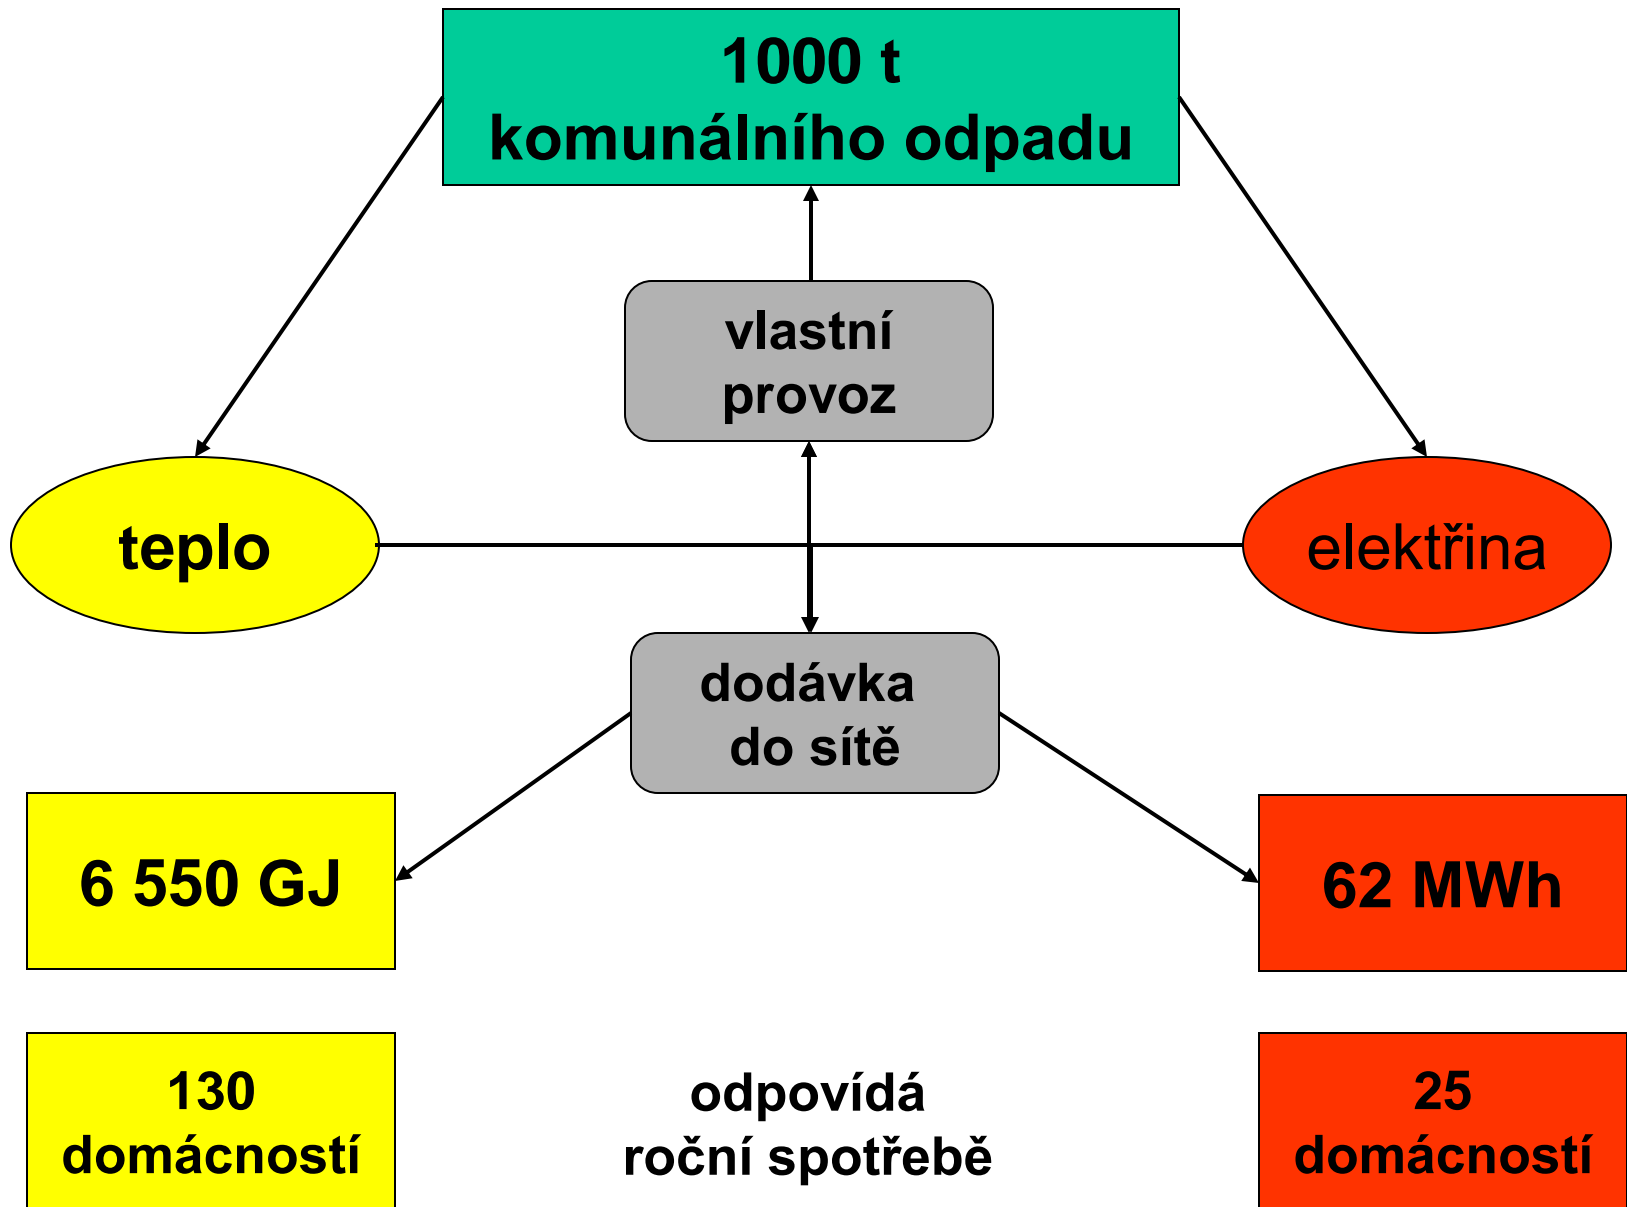 1000 t
komunálního odpadu
vlastní
provoz
teplo
elektřina
dodávka
do sítě
6 550 GJ
62 MWh
130
domácností
odpovídá
roční spotřebě
25
domácností